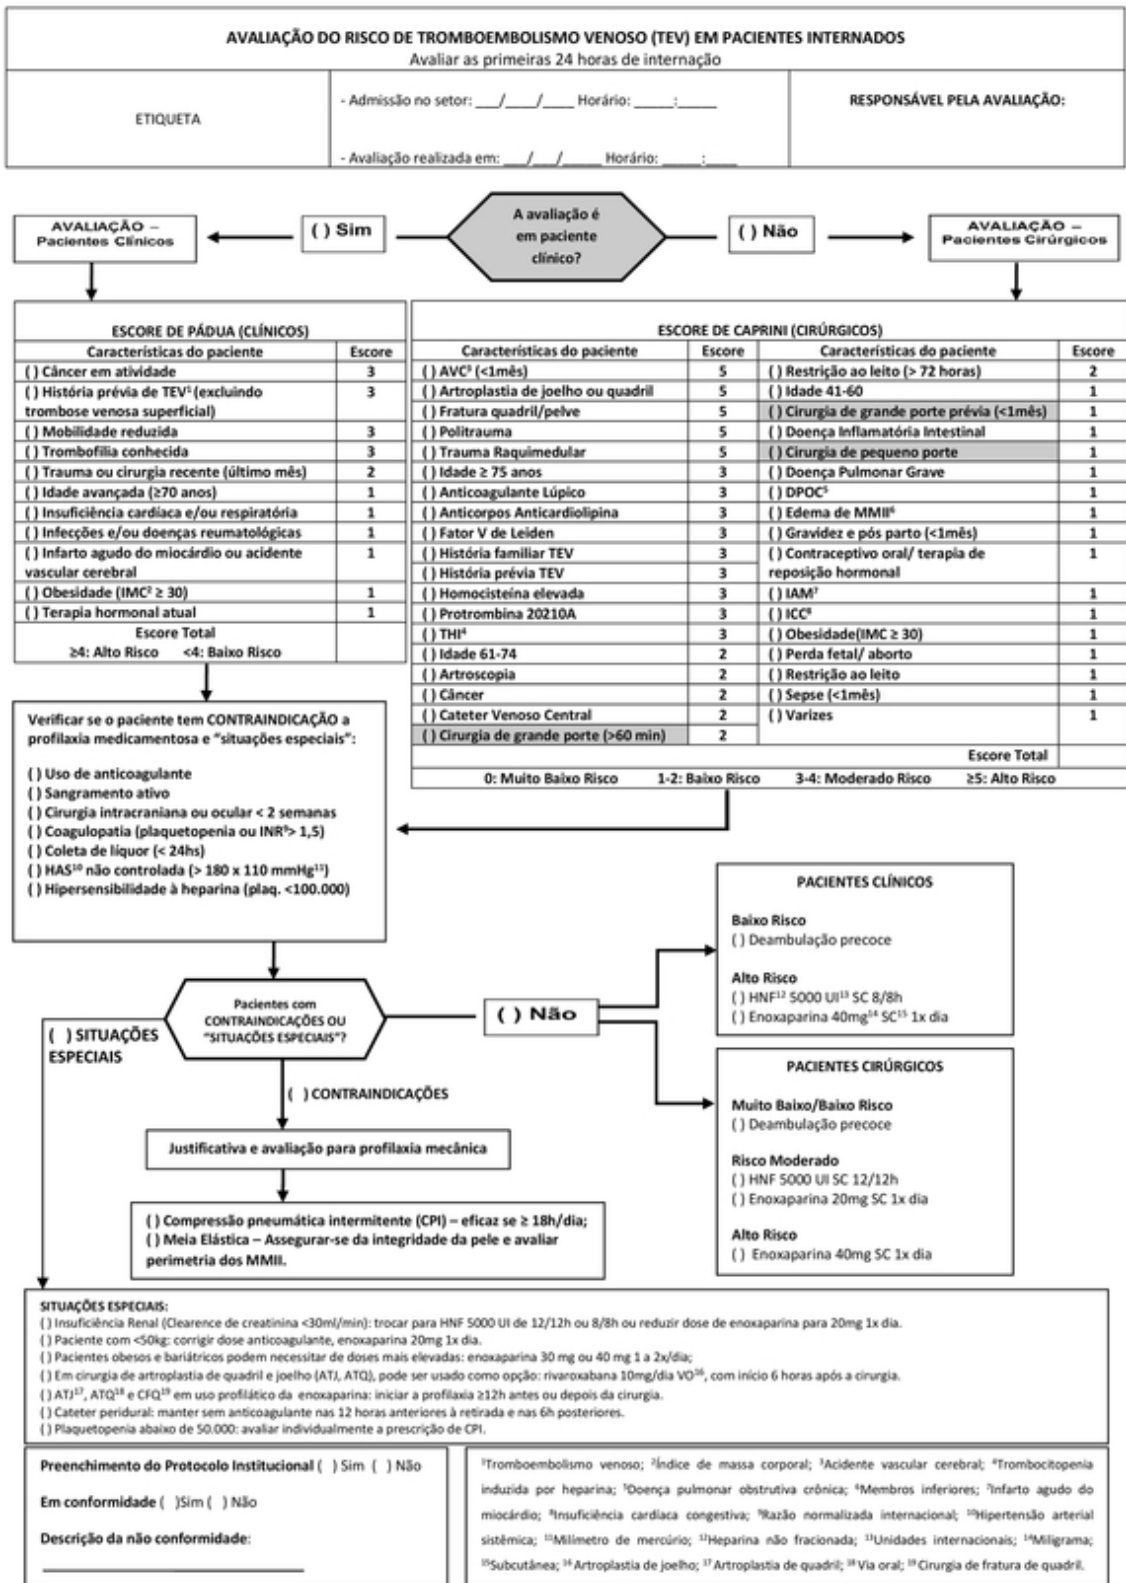 AVALIAÇÃO DO RISCO DE TROMBOEMBOLISMO VENOSO (TEV) EM PACIENTES INTERNADOS
Avaliar as primeiras 24 horas de internação
ETIQUETA
- Admissão no setor: ___/____/____ Horário: _____:_____
- Avaliação realizada em: ___/___/_____ Horário: _____:____
RESPONSÁVEL PELA AVALIAÇÃO:
A avaliação é
em paciente
clínico?
( ) Sim
( ) Não
AVALIAÇÃO –
Pacientes Clínicos
AVALIAÇÃO –
Pacientes Cirúrgicos
ESCORE DE PÁDUA (CLÍNICOS)
Características do paciente Escore
( ) Câncer em atividade 3
( ) História prévia de TEV¹ (excluindo 3
trombose venosa superficial)
( ) Mobilidade reduzida 3
( ) Trombofilia conhecida 3
( ) Trauma ou cirurgia recente (último mês) 2
( ) Idade avançada (≥70 anos) 1
( ) Insuficiência cardíaca e/ou respiratória 1
( ) Infecções e/ou doenças reumatológicas 1
( ) Infarto agudo do miocárdio ou acidente 1
vascular cerebral
( ) Obesidade (IMC² ≥ 30) 1
( ) Terapia hormonal atual 1
Escore Total
≥4: Alto Risco <4: Baixo Risco
ESCORE DE CAPRINI (CIRÚRGICOS)
Características do paciente Escore
( ) AVC³ (<1mês) 5
( ) Artroplastia de joelho ou quadril 5
( ) Fratura quadril/pelve 5
( ) Politrauma 5
( ) Trauma Raquimedular 5
( ) Idade ≥ 75 anos 3
( ) Anticoagulante Lúpico 3
( ) Anticorpos Anticardiolipina 3
( ) Fator V de Leiden 3
( ) História familiar TEV 3
( ) História prévia TEV 3
( ) Homocisteína elevada 3
( ) Protrombina 20210A 3
( ) THI⁴ 3
( ) Idade 61-74 2
( ) Artroscopia 2
( ) Câncer 2
( ) Cateter Venoso Central 2
( ) Cirurgia de grande porte (>60 min) 2
Características do paciente Escore
( ) Restrição ao leito (> 72 horas) 2
( ) Idade 41-60 1
( ) Cirurgia de grande porte prévia (<1mês) 1
( ) Doença Inflamatória Intestinal 1
( ) Cirurgia de pequeno porte 1
( ) Doença Pulmonar Grave 1
( ) DPOC⁵ 1
( ) Edema de MMII⁶ 1
( ) Gravidez e pós parto (<1mês) 1
( ) Contraceptivo oral/ terapia de 1
reposição hormonal
( ) IAM⁷ 1
( ) ICC⁸ 1
( ) Obesidade(IMC ≥ 30) 1
( ) Perda fetal/ aborto 1
( ) Restrição ao leito 1
( ) Sepse (<1mês) 1
( ) Varizes 1
Escore Total
0: Muito Baixo Risco 1-2: Baixo Risco 3-4: Moderado Risco ≥5: Alto Risco
Verificar se o paciente tem CONTRAINDICAÇÃO a
profilaxia medicamentosa e “situações especiais”:
( ) Uso de anticoagulante
( ) Sangramento ativo
( ) Cirurgia intracraniana ou ocular < 2 semanas
( ) Coagulopatia (plaquetopenia ou INR⁹> 1,5)
( ) Coleta de líquor (< 24hs)
( ) HAS¹⁰ não controlada (> 180 x 110 mmHg¹¹)
( ) Hipersensibilidade à heparina (plaq. <100.000)
Pacientes com
CONTRAINDICAÇÕES OU
“SITUAÇÕES ESPECIAIS”?
( ) Não
( ) SITUAÇÕES
ESPECIAIS
( ) CONTRAINDICAÇÕES
Justificativa e avaliação para profilaxia mecânica
( ) Compressão pneumática intermitente (CPI) – eficaz se ≥ 18h/dia;
( ) Meia Elástica – Assegurar-se da integridade da pele e avaliar
perimetria dos MMII.
PACIENTES CLÍNICOS
Baixo Risco
( ) Deambulação precoce
Alto Risco
( ) HNF¹² 5000 UI¹³ SC 8/8h
( ) Enoxaparina 40mg¹⁴ SC¹⁵ 1x dia
PACIENTES CIRÚRGICOS
Muito Baixo/Baixo Risco
( ) Deambulação precoce
Risco Moderado
( ) HNF 5000 UI SC 12/12h
( ) Enoxaparina 20mg SC 1x dia
Alto Risco
( ) Enoxaparina 40mg SC 1x dia
SITUAÇÕES ESPECIAIS:
( ) Insuficiência Renal (Clearence de creatinina <30ml/min): trocar para HNF 5000 UI de 12/12h ou 8/8h ou reduzir dose de enoxaparina para 20mg 1x dia.
( ) Paciente com <50kg: corrigir dose anticoagulante, enoxaparina 20mg 1x dia.
( ) Pacientes obesos e bariátricos podem necessitar de doses mais elevadas: enoxaparina 30 mg ou 40 mg 1 a 2x/dia;
( ) Em cirurgia de artroplastia de quadril e joelho (ATJ, ATQ), pode ser usado como opção: rivaroxabana 10mg/dia VO¹⁶, com início 6 horas após a cirurgia.
( ) ATJ¹⁷, ATQ¹⁸ e CFQ¹⁹ em uso profilático da enoxaparina: iniciar a profilaxia ≥12h antes ou depois da cirurgia.
( ) Cateter peridural: manter sem anticoagulante nas 12 horas anteriores à retirada e nas 6h posteriores.
( ) Plaquetopenia abaixo de 50.000: avaliar individualmente a prescrição de CPI.
Preenchimento do Protocolo Institucional ( ) Sim ( ) Não
Em conformidade ( )Sim ( ) Não
Descrição da não conformidade:
¹Tromboembolismo venoso; ²Índice de massa corporal; ³Acidente vascular cerebral; ⁴Trombocitopenia
induzida por heparina; ⁵Doença pulmonar obstrutiva crônica; ⁶Membros inferiores; ⁷Infarto agudo do
miocárdio; ⁸Insuficiência cardíaca congestiva; ⁹Razão normalizada internacional; ¹⁰Hipertensão arterial
sistêmica; ¹¹Milímetro de mercúrio; ¹²Heparina não fracionada; ¹³Unidades internacionais; ¹⁴Miligrama;
¹⁵Subcutânea; ¹⁶ Artroplastia de joelho; ¹⁷ Artroplastia de quadril; ¹⁸ Via oral; ¹⁹ Cirurgia de fratura de quadril.